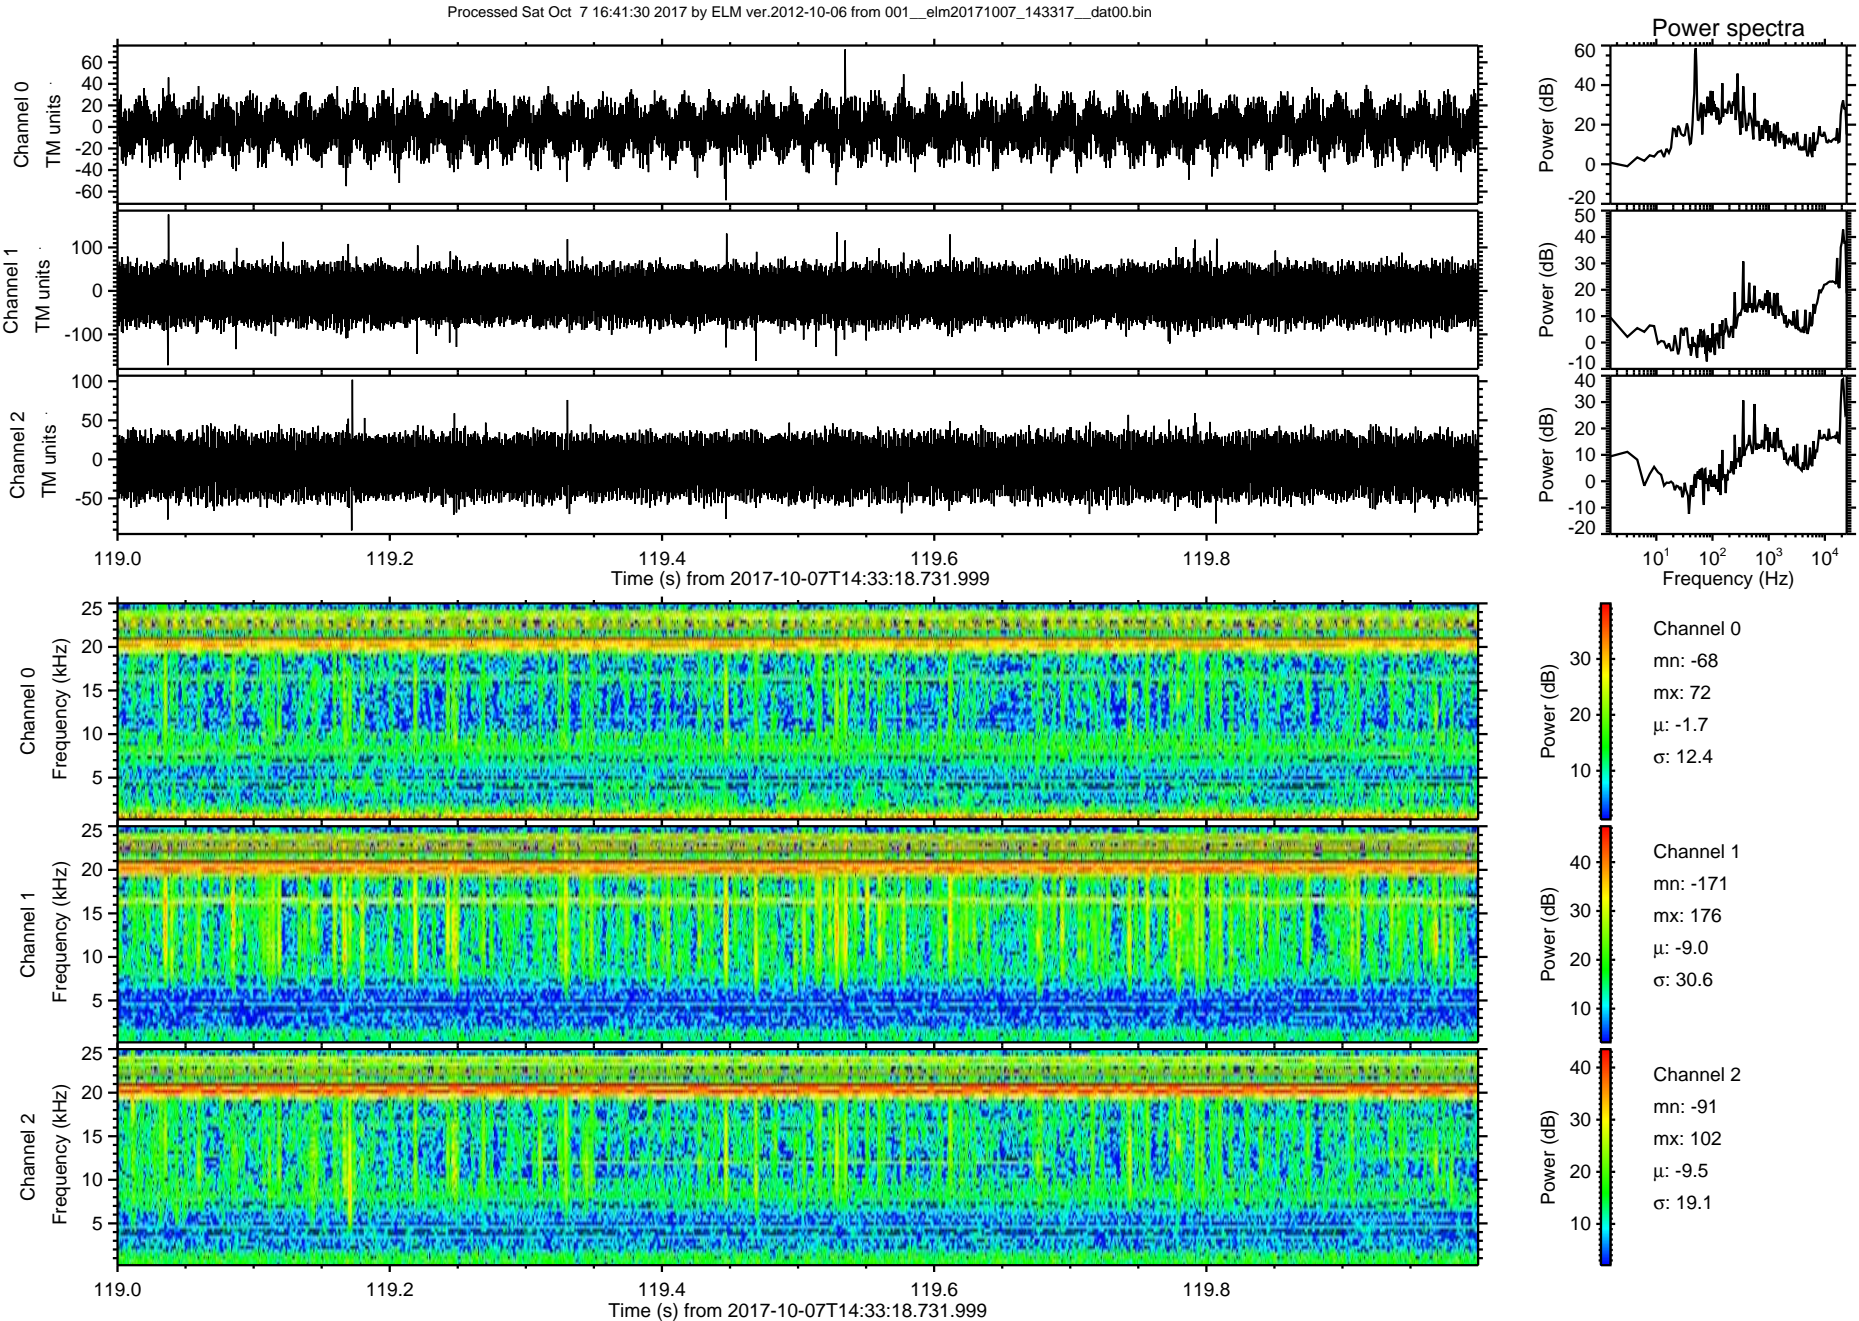 Processed Sat Oct 7 16:41:30 2017 by ELM ver.2012-10-06 from 001__elm20171007_143317__dat00.bin
Power spectra
Channel 0
TM units
60
40
20
0
-20
-40
-60
Power (dB)
60
40
20
0
-20
Channel 1
TM units
100
0
-100
Power (dB)
50
40
30
20
10
0
-10
Channel 2
TM units
100
50
0
-50
Power (dB)
40
30
20
10
0
-10
-20
119.0
119.2
119.4
119.6
119.8
Time (s) from 2017-10-07T14:33:18.731.999
10^1
10^2
10^3
10^4
Frequency (Hz)
Channel 0
Frequency (kHz)
25
20
15
10
5
Power (dB)
30
20
10
Channel 0
mn: -68
mx: 72
μ: -1.7
σ: 12.4
Channel 1
Frequency (kHz)
25
20
15
10
5
Power (dB)
40
30
20
10
Channel 1
mn: -171
mx: 176
μ: -9.0
σ: 30.6
Channel 2
Frequency (kHz)
25
20
15
10
5
Power (dB)
40
30
20
10
Channel 2
mn: -91
mx: 102
μ: -9.5
σ: 19.1
119.0
119.2
119.4
119.6
119.8
Time (s) from 2017-10-07T14:33:18.731.999